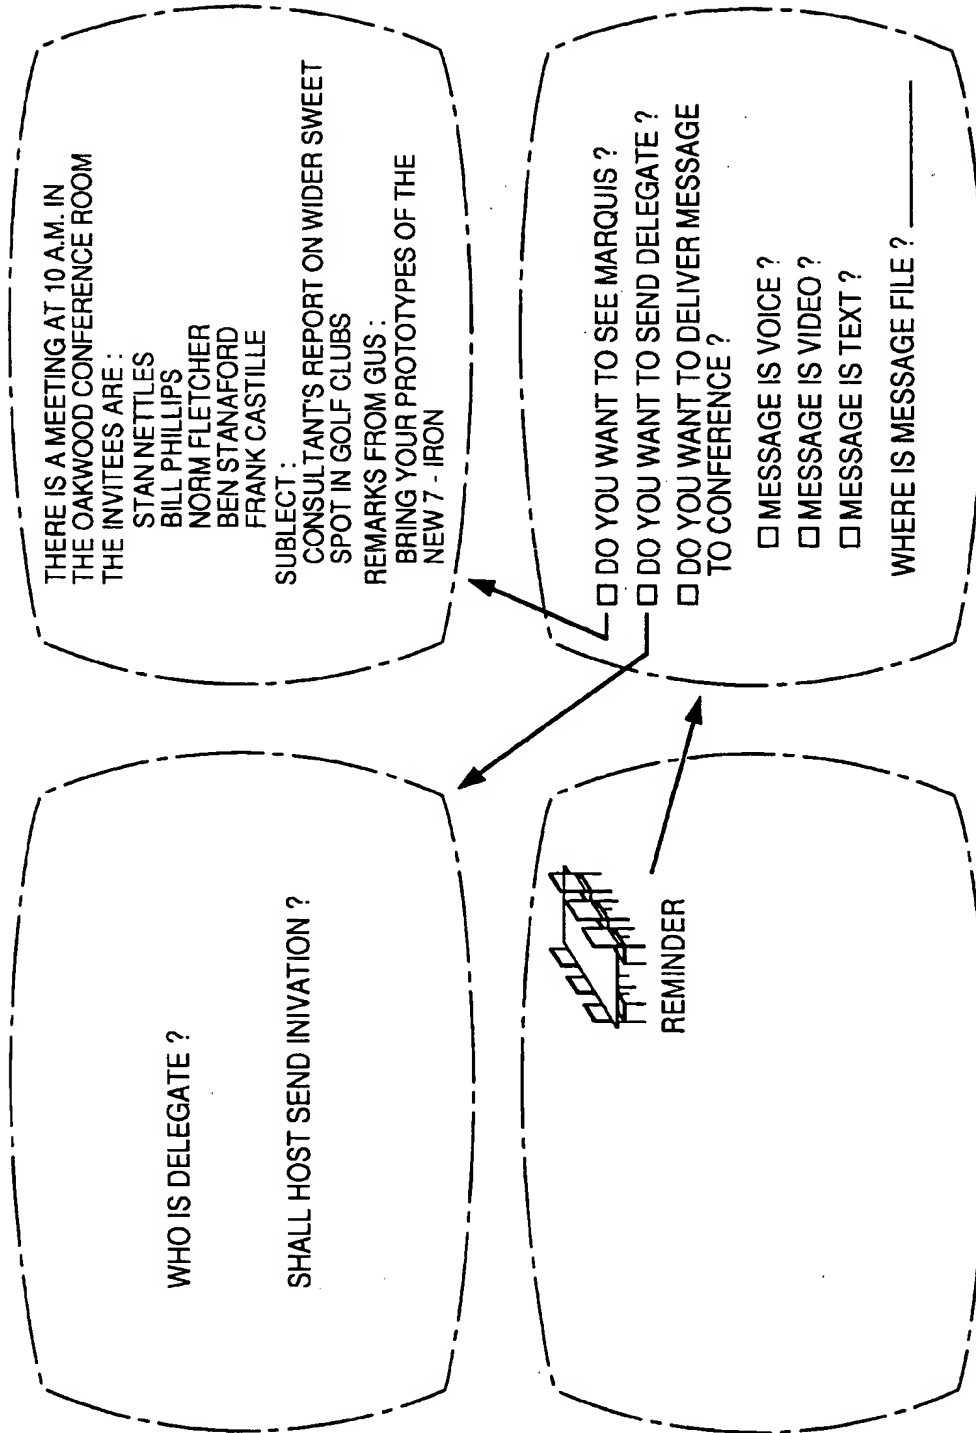 WHO IS DELEGATE ?
SHALL HOST SEND INIVATION ?
THERE IS A MEETING AT 10 A.M. IN
THE OAKWOOD CONFERENCE ROOM
THE INVITEES ARE :
STAN NETTLES
BILL PHILLIPS
NORM FLETCHER
BEN STANAFORD
FRANK CASTILLE
SUBLECT :
CONSULTANT'S REPORT ON WIDER SWEET
SPOT IN GOLF CLUBS
REMARKS FROM GUS :
BRING YOUR PROTOTYPES OF THE
NEW 7 - IRON
REMINDER
DO YOU WANT TO SEE MARQUIS ?
DO YOU WANT TO SEND DELEGATE ?
DO YOU WANT TO DELIVER MESSAGE
TO CONFERENCE ?
MESSAGE IS VOICE ?
MESSAGE IS VIDEO ?
MESSAGE IS TEXT ?
WHERE IS MESSAGE FILE ?